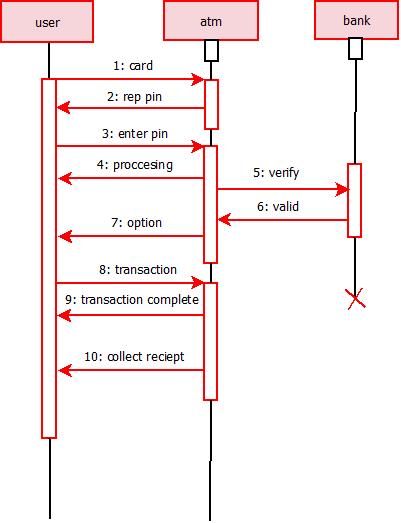 user
atm
bank
1: card
2: rep pin
3: enter pin
4: proccesing
5: verify
6: valid
7: option
8: transaction
9: transaction complete
10: collect reciept